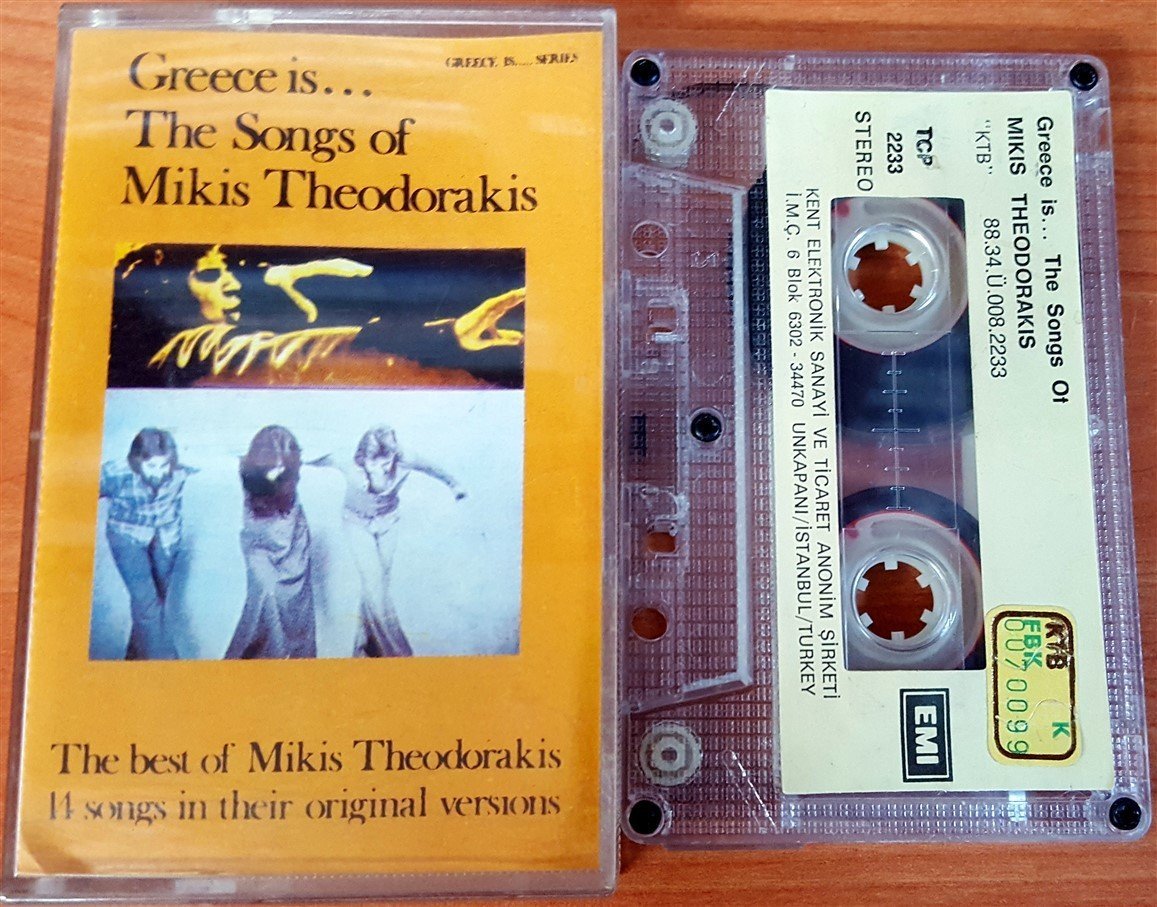 Greece is...
GREECE IS..... SERIES
The Songs of
Mikis Theodorakis
The best of Mikis Theodorakis
14 songs in their original versions
Greece is... The Songs Of
MIKIS THEODORAKIS
"KTB"
88.34.Ü.008.2233
TCP
2233
STEREO
KENT ELEKTRONİK SANAYİ VE TİCARET ANONİM ŞİRKETİ
İ.M.Ç. 6 Blok 6302 - 34470 UNKAPANI/İSTANBUL/TURKEY
EMI
KTB
K
FBK
0070099